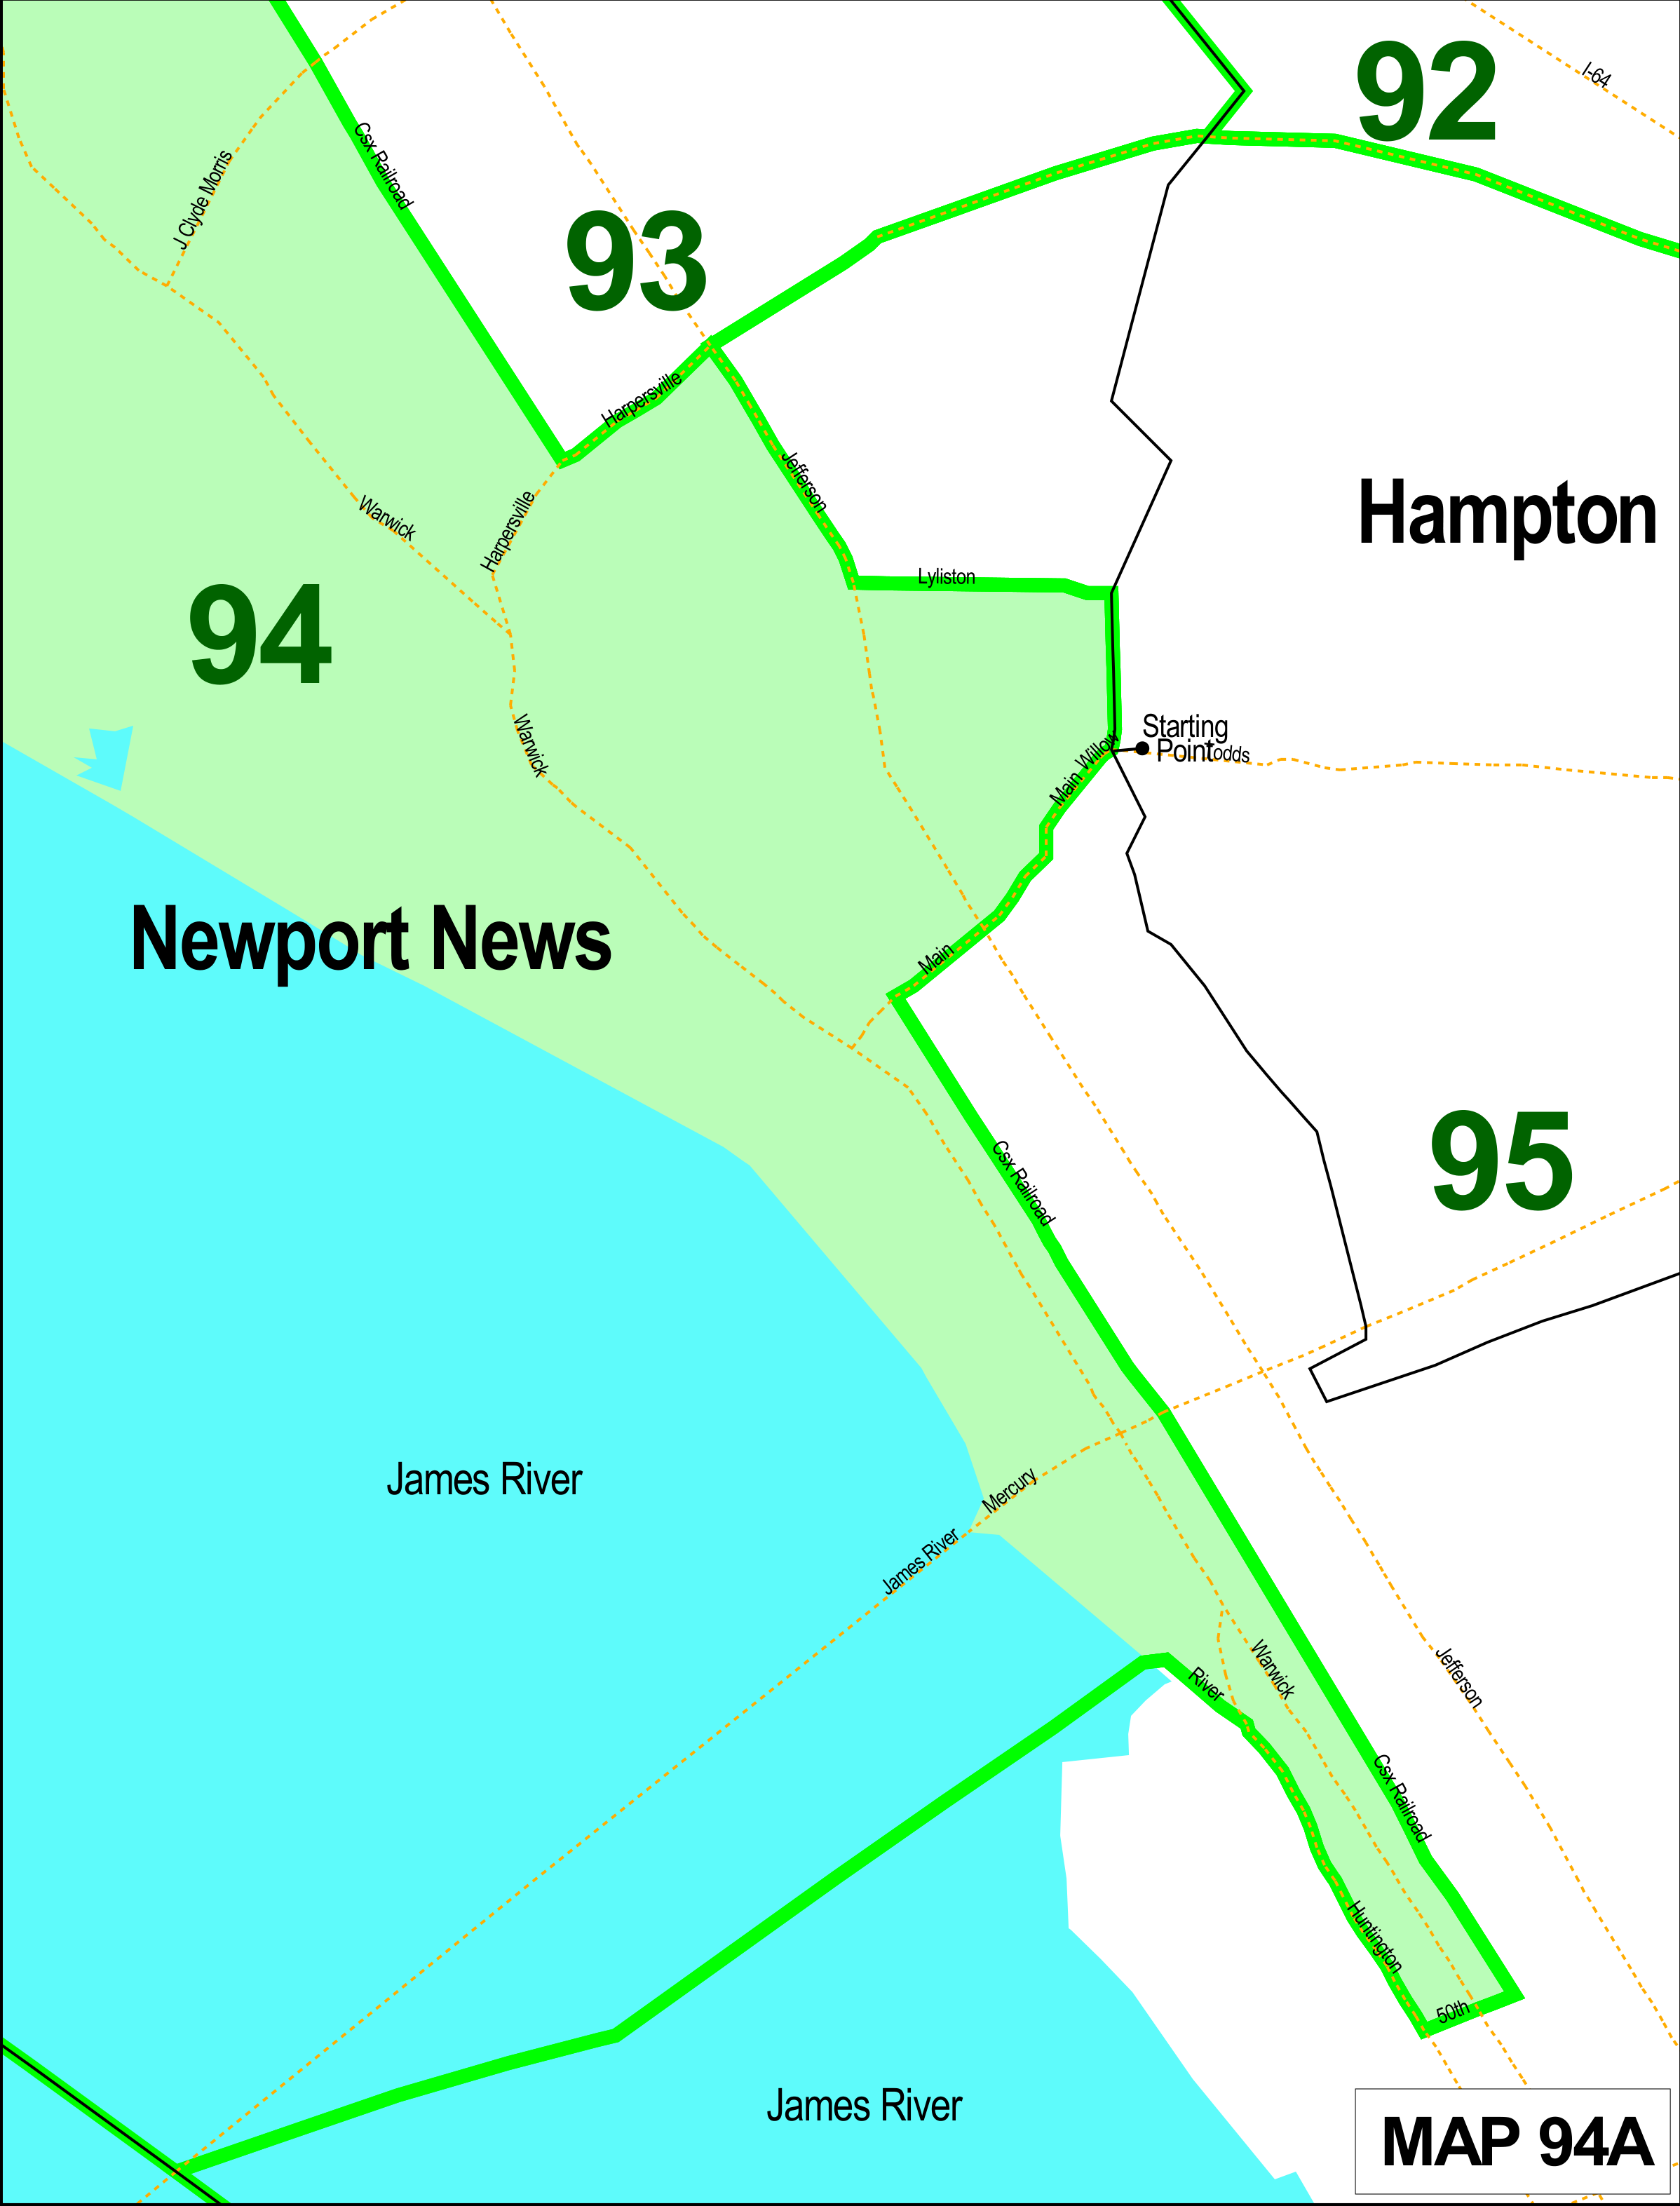 92
I-64
Csx Railroad
J Clyde Morris
93
Harpersville
Jefferson
Hampton
Warwick
Harpersville
Lyliston
94
Starting
Point
odds
Main
Willow
Warwick
Newport News
Main
95
Csx Railroad
James River
Mercury
James River
Warwick
River
Jefferson
Csx Railroad
Huntington
50th
James River
MAP 94A